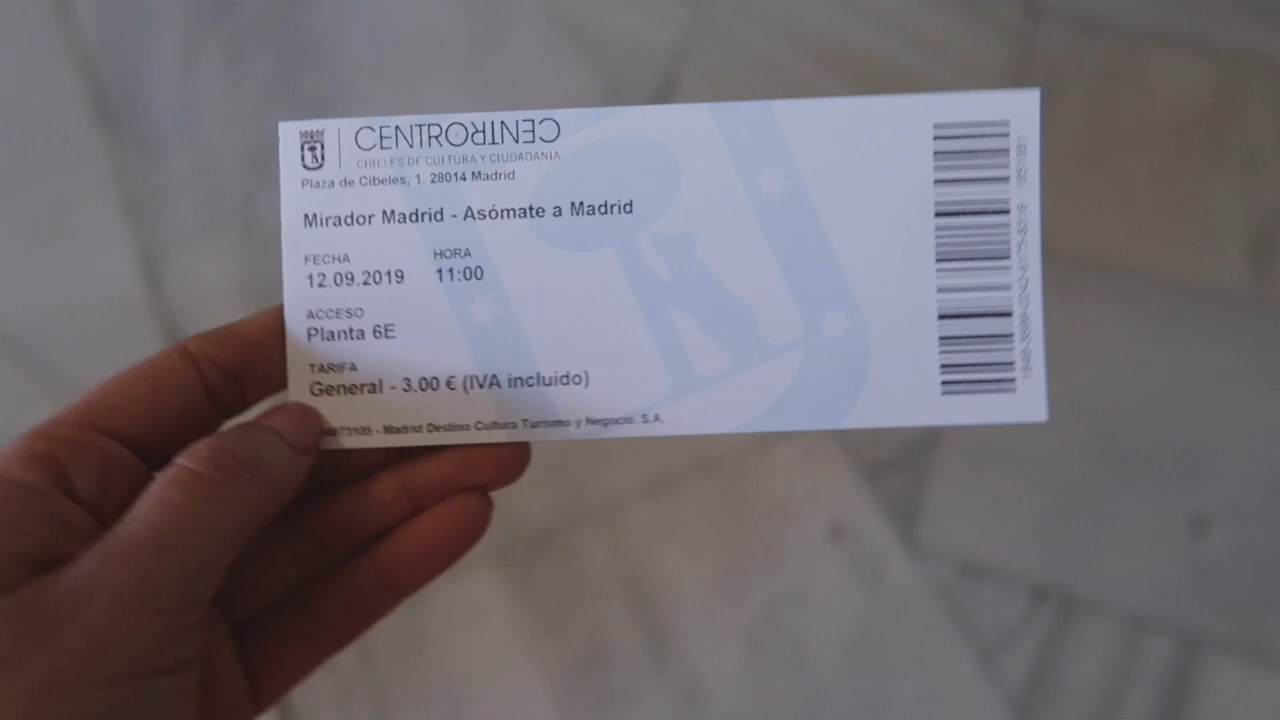 CENTROCENTRO
CIBELES DE CULTURA Y CIUDADANÍA
Plaza de Cibeles, 1. 28014 Madrid
Mirador Madrid - Asómate a Madrid
FECHA HORA
12.09.2019 11:00
ACCESO
Planta 6E
TARIFA
General - 3.00 € (IVA incluido)
- Madrid Destino Cultura Turismo y Negocio, S.A.